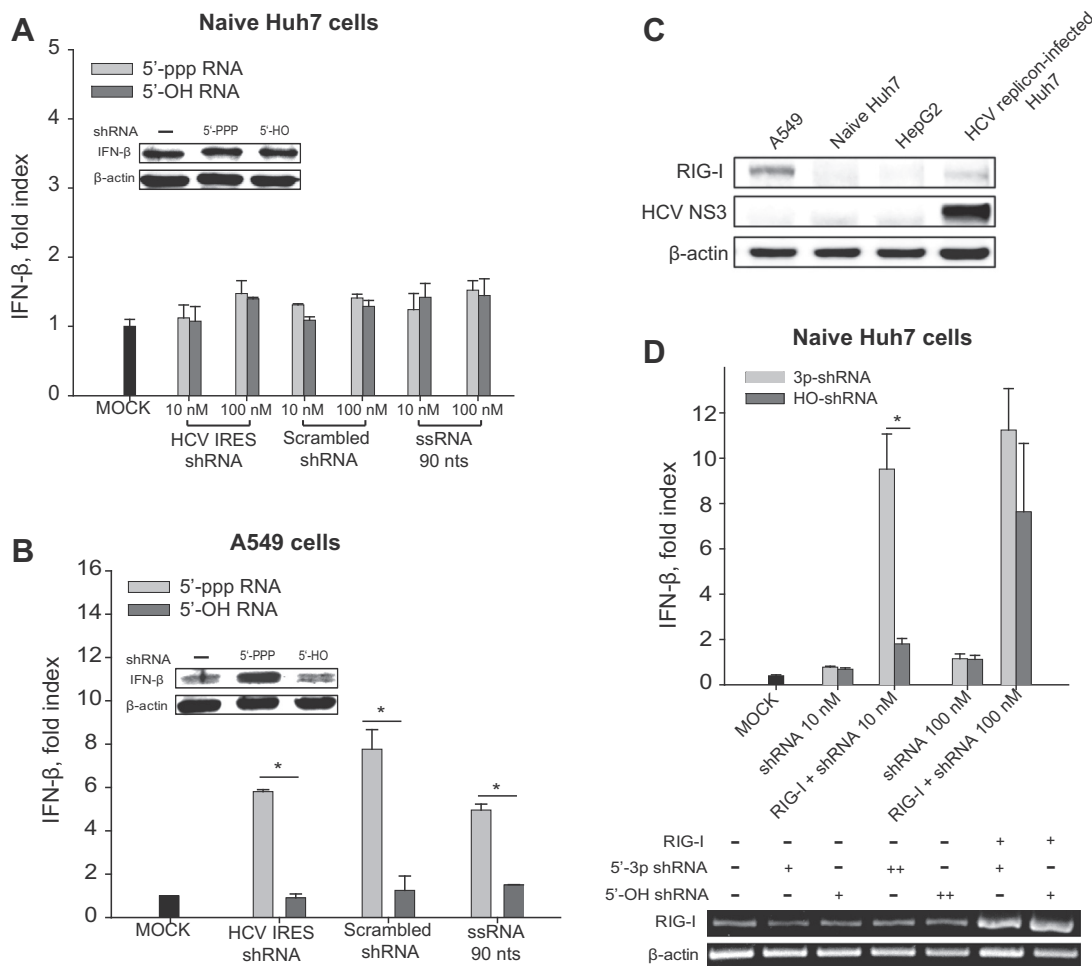 A
Naive Huh7 cells
IFN-β, fold index
5
4
3
2
1
0
5’-ppp RNA
5’-OH RNA
shRNA – 5'-PPP 5'-HO
IFN-β
β-actin
MOCK
10 nM 100 nM 10 nM 100 nM 10 nM 100 nM
HCV IRES shRNA
Scrambled shRNA
ssRNA 90 nts
B
A549 cells
IFN-β, fold index
16
14
12
11
10
8
6
4
2
0
5’-ppp RNA
5’-OH RNA
shRNA – 5'-PPP 5'-HO
IFN-β
β-actin
*
*
*
MOCK
HCV IRES shRNA
Scrambled shRNA
ssRNA 90 nts
C
A549
Naive Huh7
HepG2
HCV replicon-infected Huh7
RIG-I
HCV NS3
β-actin
D
Naive Huh7 cells
IFN-β, fold index
12
10
8
6
4
2
0
3p-shRNA
HO-shRNA
*
MOCK
shRNA 10 nM
RIG-I + shRNA 10 nM
shRNA 100 nM
RIG-I + shRNA 100 nM
RIG-I – – – – – + +
5'-3p shRNA – + – ++ – + –
5'-OH shRNA – – + – ++ – +
RIG-I
β-actin